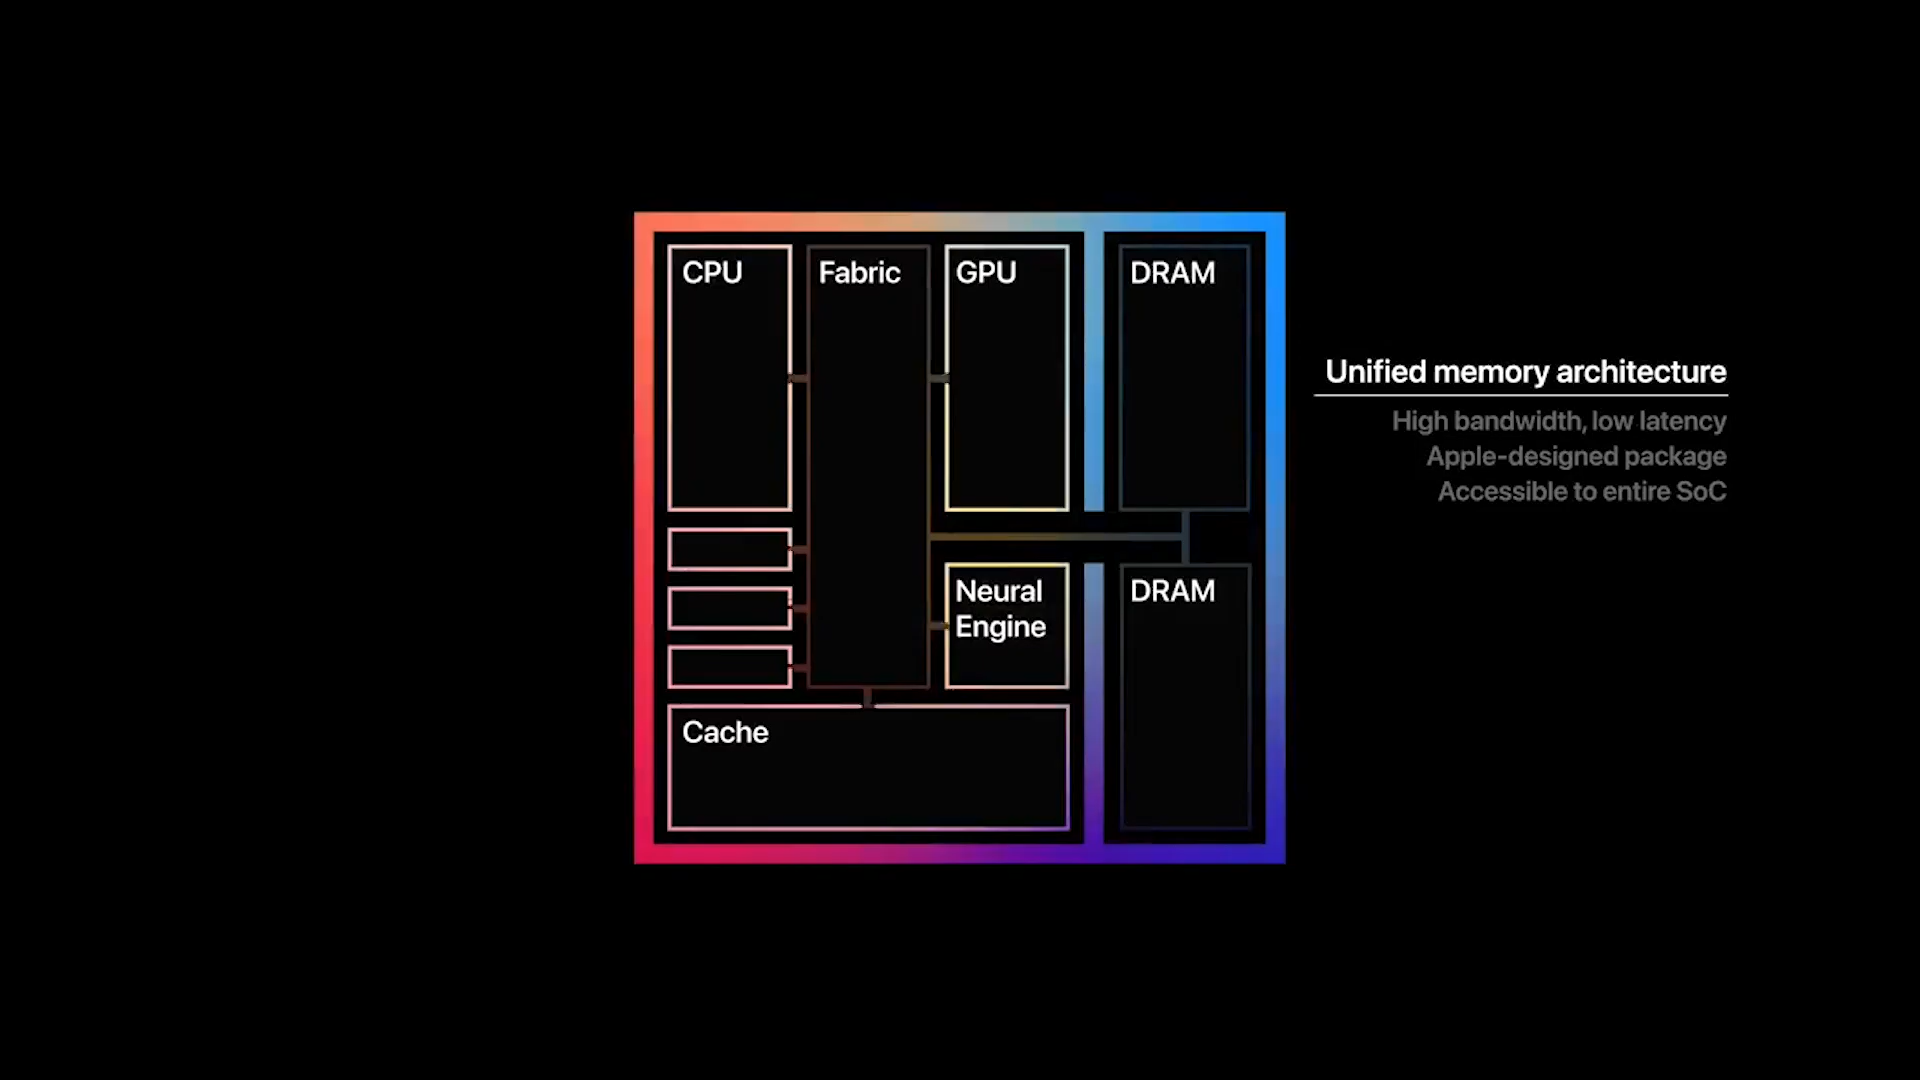 CPU
Fabric
GPU
DRAM
Neural
Engine
DRAM
Cache
Unified memory architecture
High bandwidth, low latency
Apple-designed package
Accessible to entire SoC